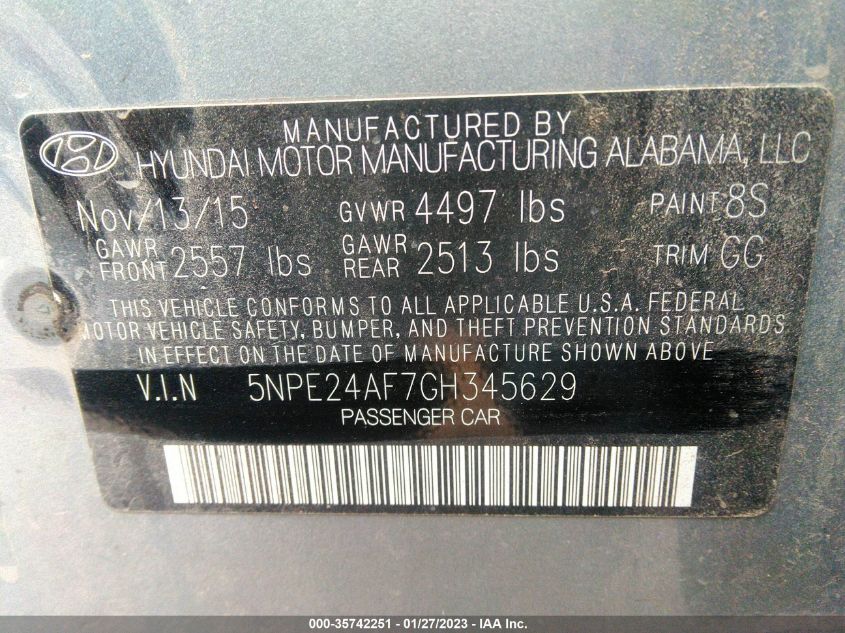 MANUFACTURED BY
HYUNDAI MOTOR MANUFACTURING ALABAMA, LLC
Nov/13/15 GVWR 4497 lbs PAINT 8S
GAWR FRONT 2557 lbs GAWR REAR 2513 lbs TRIM GG
THIS VEHICLE CONFORMS TO ALL APPLICABLE U.S.A. FEDERAL
MOTOR VEHICLE SAFETY, BUMPER, AND THEFT PREVENTION STANDARDS
IN EFFECT ON THE DATE OF MANUFACTURE SHOWN ABOVE
V.I.N 5NPE24AF7GH345629
PASSENGER CAR
000-35742251 - 01/27/2023 - IAA Inc.